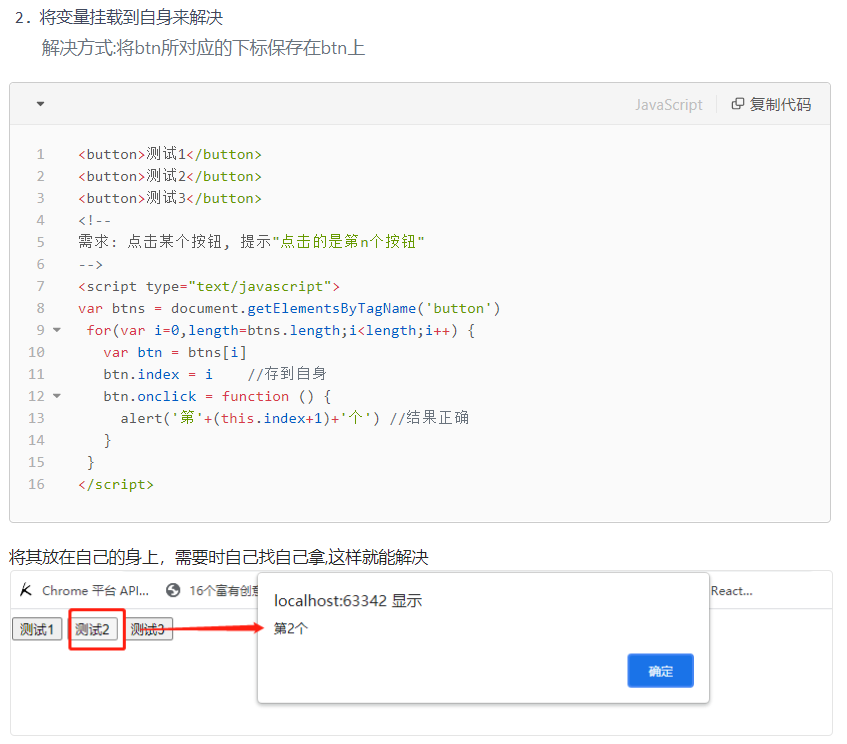 2. 将变量挂载到自身来解决
解决方式:将btn所对应的下标保存在btn上
JavaScript 复制代码
1 <button>测试1</button>
2 <button>测试2</button>
3 <button>测试3</button>
4 <!--
5 需求: 点击某个按钮, 提示"点击的是第n个按钮"
6 -->
7 <script type="text/javascript">
8 var btns = document.getElementsByTagName('button')
9 for(var i=0,length=btns.length;i<length;i++) {
10 var btn = btns[i]
11 btn.index = i //存到自身
12 btn.onclick = function () {
13 alert('第'+(this.index+1)+'个') //结果正确
14 }
15 }
16 </script>
将其放在自己的身上，需要时自己找自己拿,这样就能解决
Chrome 平台 API... 16个富有创意 React...
localhost:63342 显示
测试1 测试2 测试3 第2个
确定